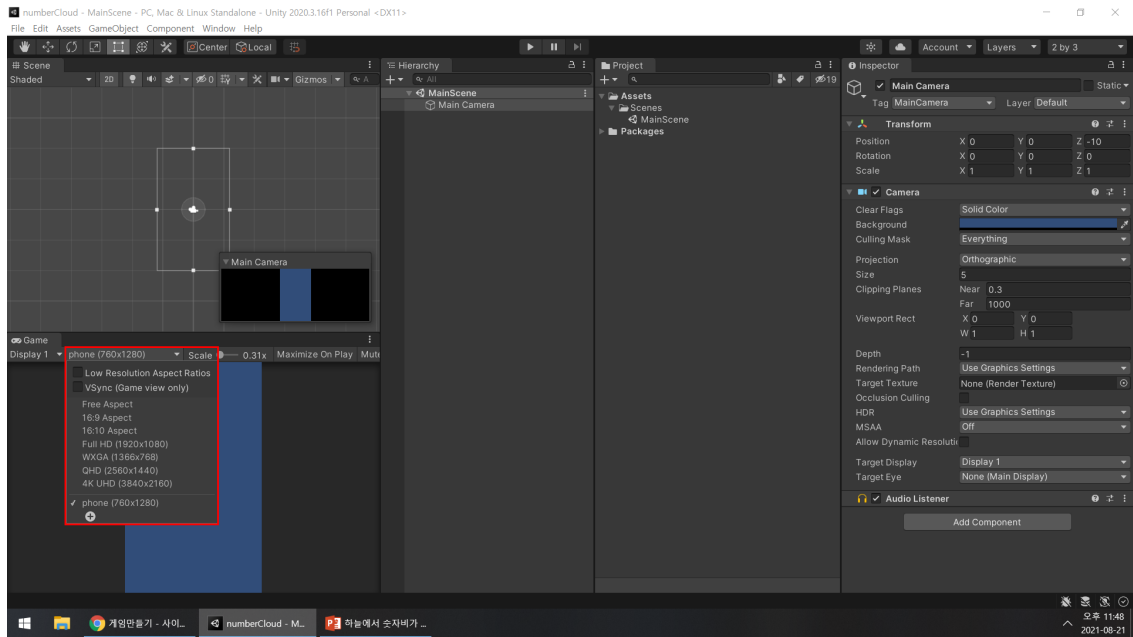 numberCloud - MainScene - PC, Mac & Linux Standalone - Unity 2020.3.16f1 Personal <DX11>
File Edit Assets GameObject Component Window Help
Center Local
Account Layers 2 by 3
Scene
Shaded 2D 0 Gizmos A
Main Camera
Game
Display 1 phone (760x1280) Scale 0.31x Maximize On Play Mute
Low Resolution Aspect Ratios
VSync (Game view only)
Free Aspect
16:9 Aspect
16:10 Aspect
Full HD (1920x1080)
WXGA (1366x768)
QHD (2560x1440)
4K UHD (3840x2160)
phone (760x1280)
Hierarchy
All
MainScene
Main Camera
Project
19
Assets
Scenes
MainScene
Packages
Inspector
Main Camera Static
Tag MainCamera Layer Default
Transform
Position X 0 Y 0 Z -10
Rotation X 0 Y 0 Z 0
Scale X 1 Y 1 Z 1
Camera
Clear Flags Solid Color
Background
Culling Mask Everything
Projection Orthographic
Size 5
Clipping Planes Near 0.3
Far 1000
Viewport Rect X 0 Y 0
W 1 H 1
Depth -1
Rendering Path Use Graphics Settings
Target Texture None (Render Texture)
Occlusion Culling
HDR Use Graphics Settings
MSAA Off
Allow Dynamic Resoluti
Target Display Display 1
Target Eye None (Main Display)
Audio Listener
Add Component
게임만들기 - 사이... numberCloud - M... 하늘에서 숫자비가 ...
오후 11:48
2021-08-21